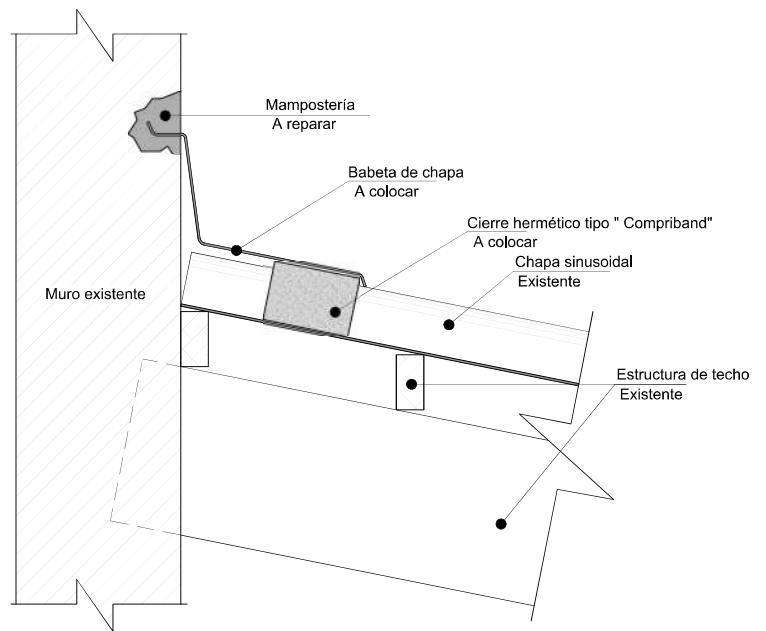 Mampostería
A reparar
Babeta de chapa
A colocar
Cierre hermético tipo " Compriband"
A colocar
Chapa sinusoidal
Existente
Muro existente
Estructura de techo
Existente